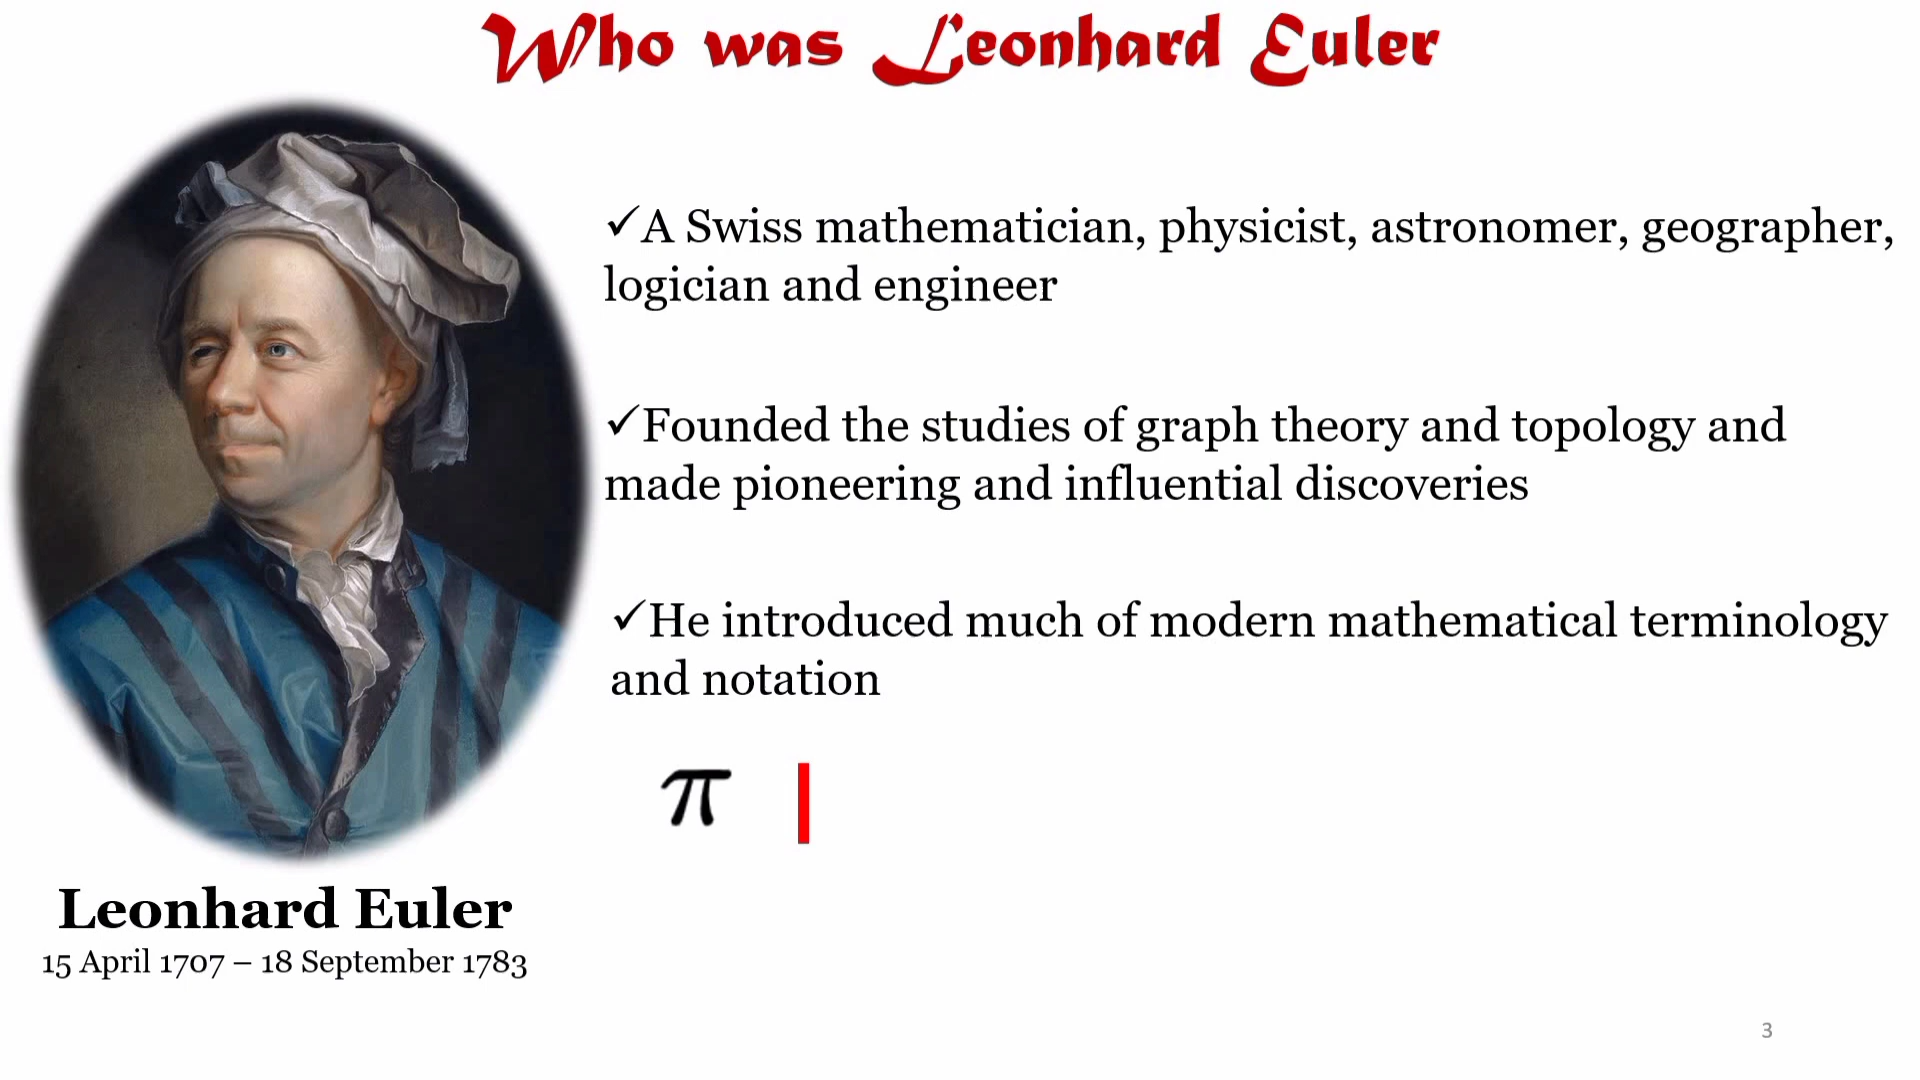 Who was Leonhard Euler
✓A Swiss mathematician, physicist, astronomer, geographer,
logician and engineer
✓Founded the studies of graph theory and topology and
made pioneering and influential discoveries
✓He introduced much of modern mathematical terminology
and notation
π
Leonhard Euler
15 April 1707 – 18 September 1783
3